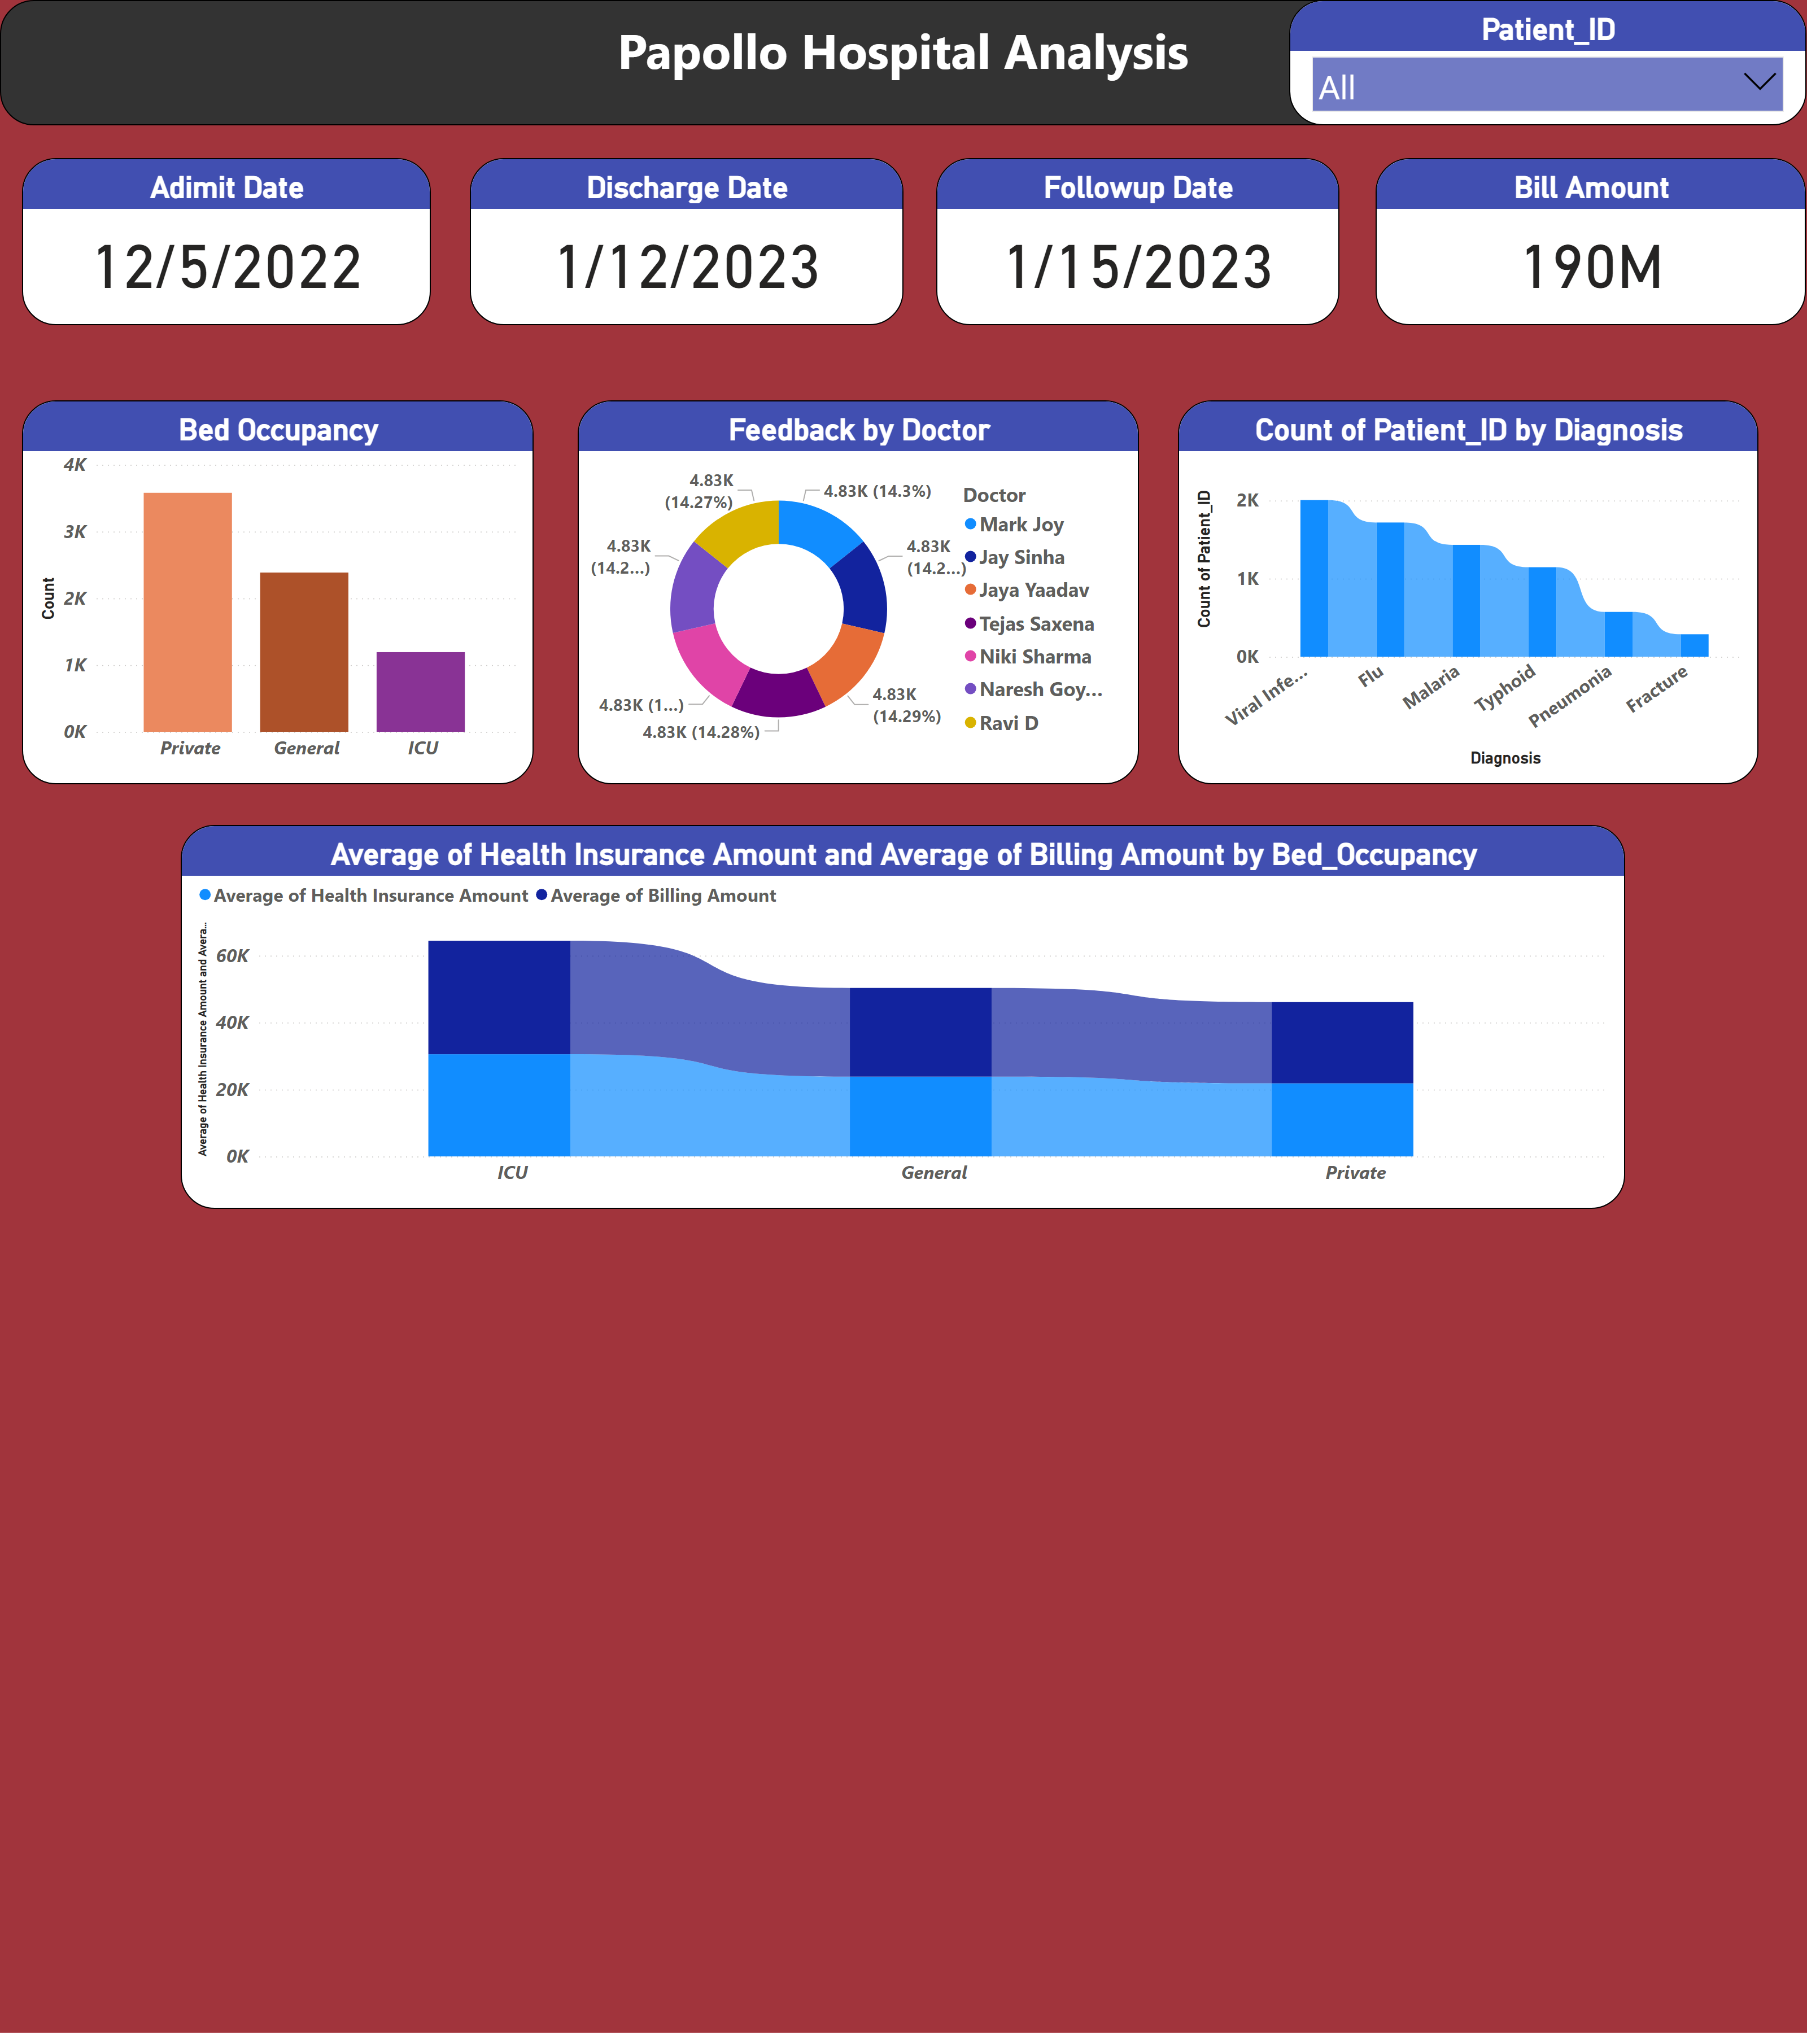 Papollo Hospital Analysis
Patient_ID
All
Adimit Date
12/5/2022
Discharge Date
1/12/2023
Followup Date
1/15/2023
Bill Amount
190M
Bed Occupancy
Count
4K
3K
2K
1K
0K
Private
General
ICU
Feedback by Doctor
4.83K (14.3%)
4.83K
(14.2...)
4.83K
(14.29%)
4.83K (14.28%)
4.83K (1...)
4.83K
(14.2...)
4.83K
(14.27%)
Doctor
Mark Joy
Jay Sinha
Jaya Yaadav
Tejas Saxena
Niki Sharma
Naresh Goy...
Ravi D
Count of Patient_ID by Diagnosis
Count of Patient_ID
2K
1K
0K
Viral Infe...
Flu
Malaria
Typhoid
Pneumonia
Fracture
Diagnosis
Average of Health Insurance Amount and Average of Billing Amount by Bed_Occupancy
Average of Health Insurance Amount
Average of Billing Amount
Average of Health Insurance Amount and Avera...
60K
40K
20K
0K
ICU
General
Private